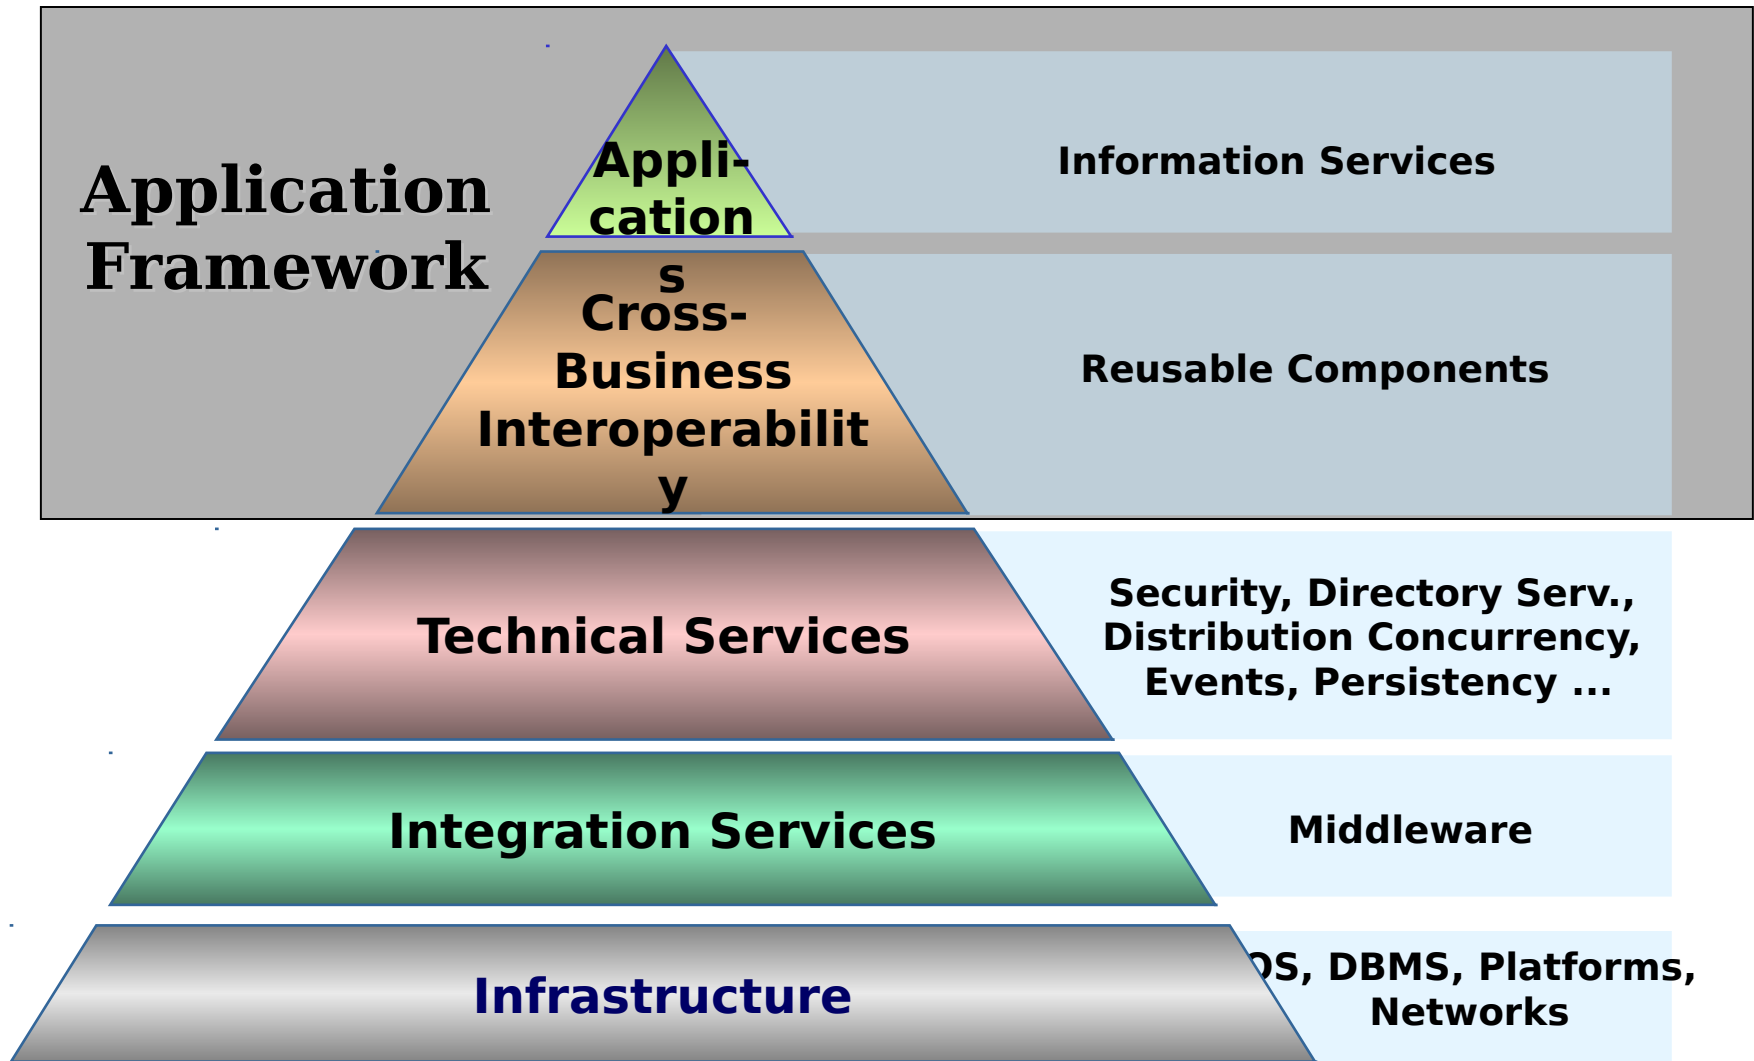 Application
Framework
Appli-
cation
s
Information Services
Cross-
Business
Interoperabilit
y
Reusable Components
Technical Services
Security, Directory Serv.,
Distribution Concurrency,
Events, Persistency ...
Integration Services
Middleware
Infrastructure
OS, DBMS, Platforms,
Networks